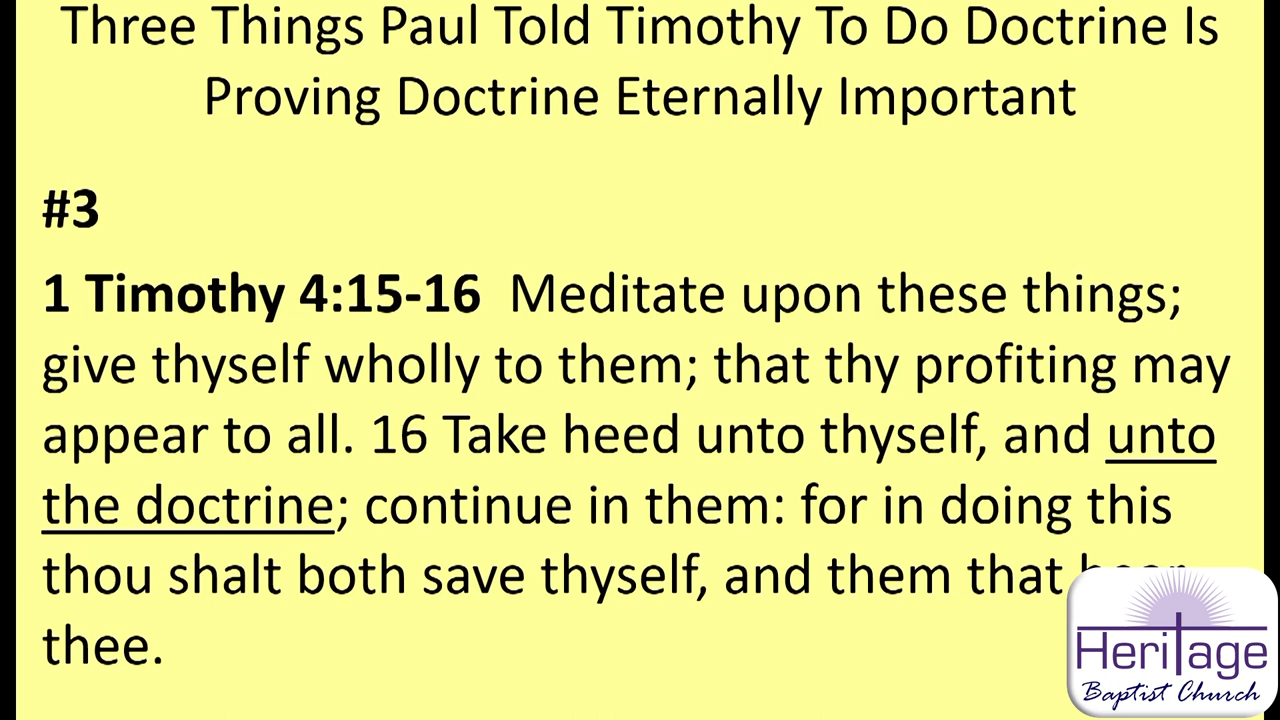 Three Things Paul Told Timothy To Do Doctrine Is
Proving Doctrine Eternally Important
#3
1 Timothy 4:15-16 Meditate upon these things;
give thyself wholly to them; that thy profiting may
appear to all. 16 Take heed unto thyself, and unto
the doctrine; continue in them: for in doing this
thou shalt both save thyself, and them that
thee.
Heritage
Baptist Church